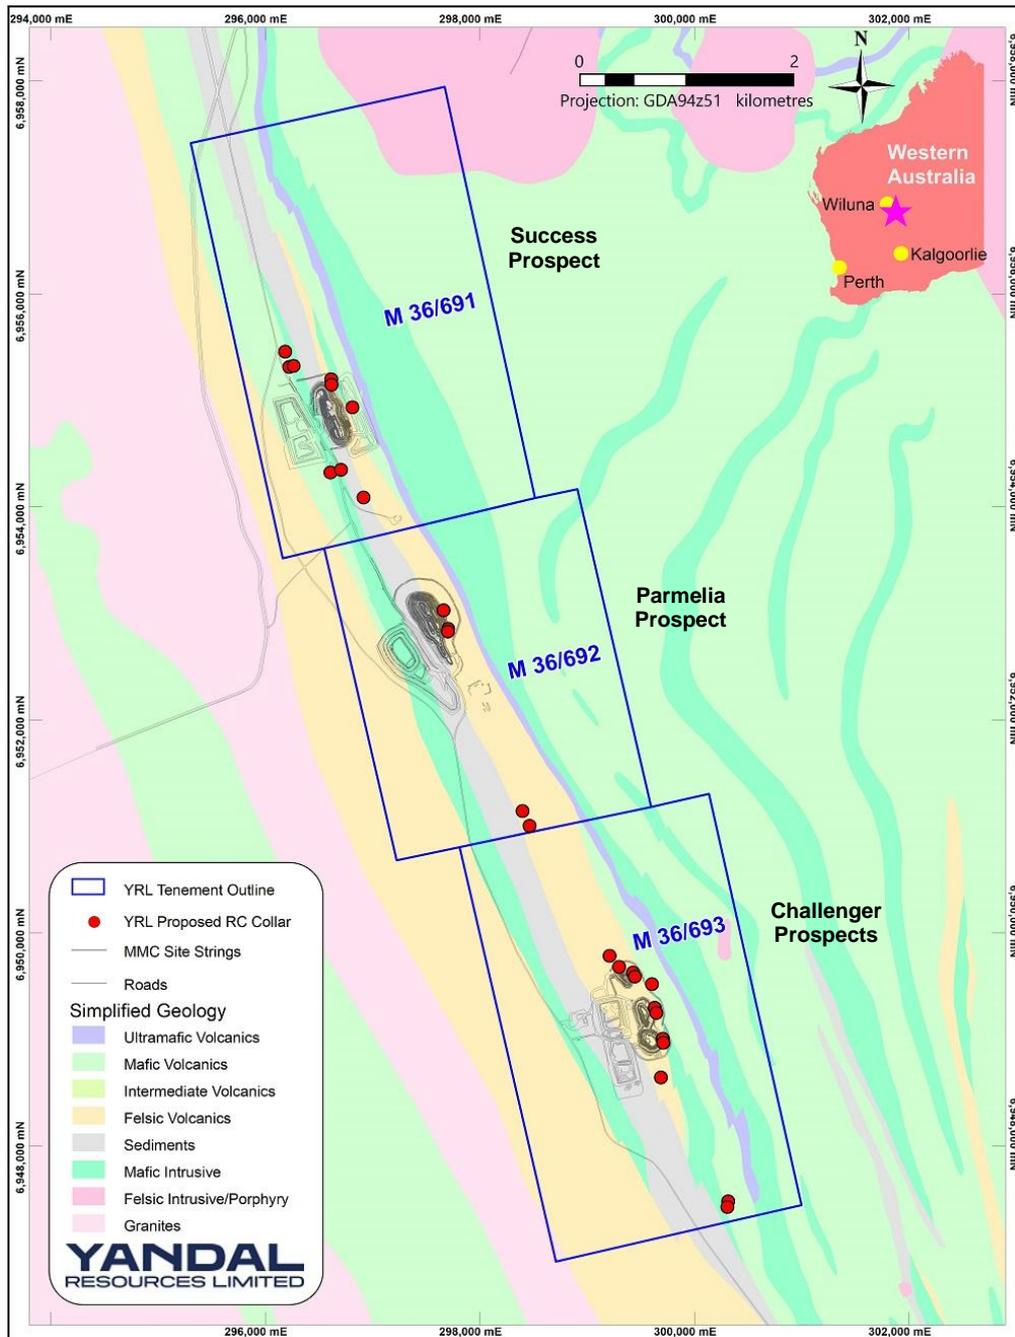 294,000 mE
296,000 mE
298,000 mE
300,000 mE
302,000 mE
6,958,000 mN
6,956,000 mN
6,954,000 mN
6,952,000 mN
6,950,000 mN
6,948,000 mN
0 2
Projection: GDA94z51 kilometres
N
Western
Australia
Wiluna
Kalgoorlie
Perth
Success
Prospect
M 36/691
Parmelia
Prospect
M 36/692
Challenger
Prospects
M 36/693
YRL Tenement Outline
YRL Proposed RC Collar
MMC Site Strings
Roads
Simplified Geology
Ultramafic Volcanics
Mafic Volcanics
Intermediate Volcanics
Felsic Volcanics
Sediments
Mafic Intrusive
Felsic Intrusive/Porphyry
Granites
YANDAL
RESOURCES LIMITED
296,000 mE
298,000 mE
300,000 mE
302,000 mE